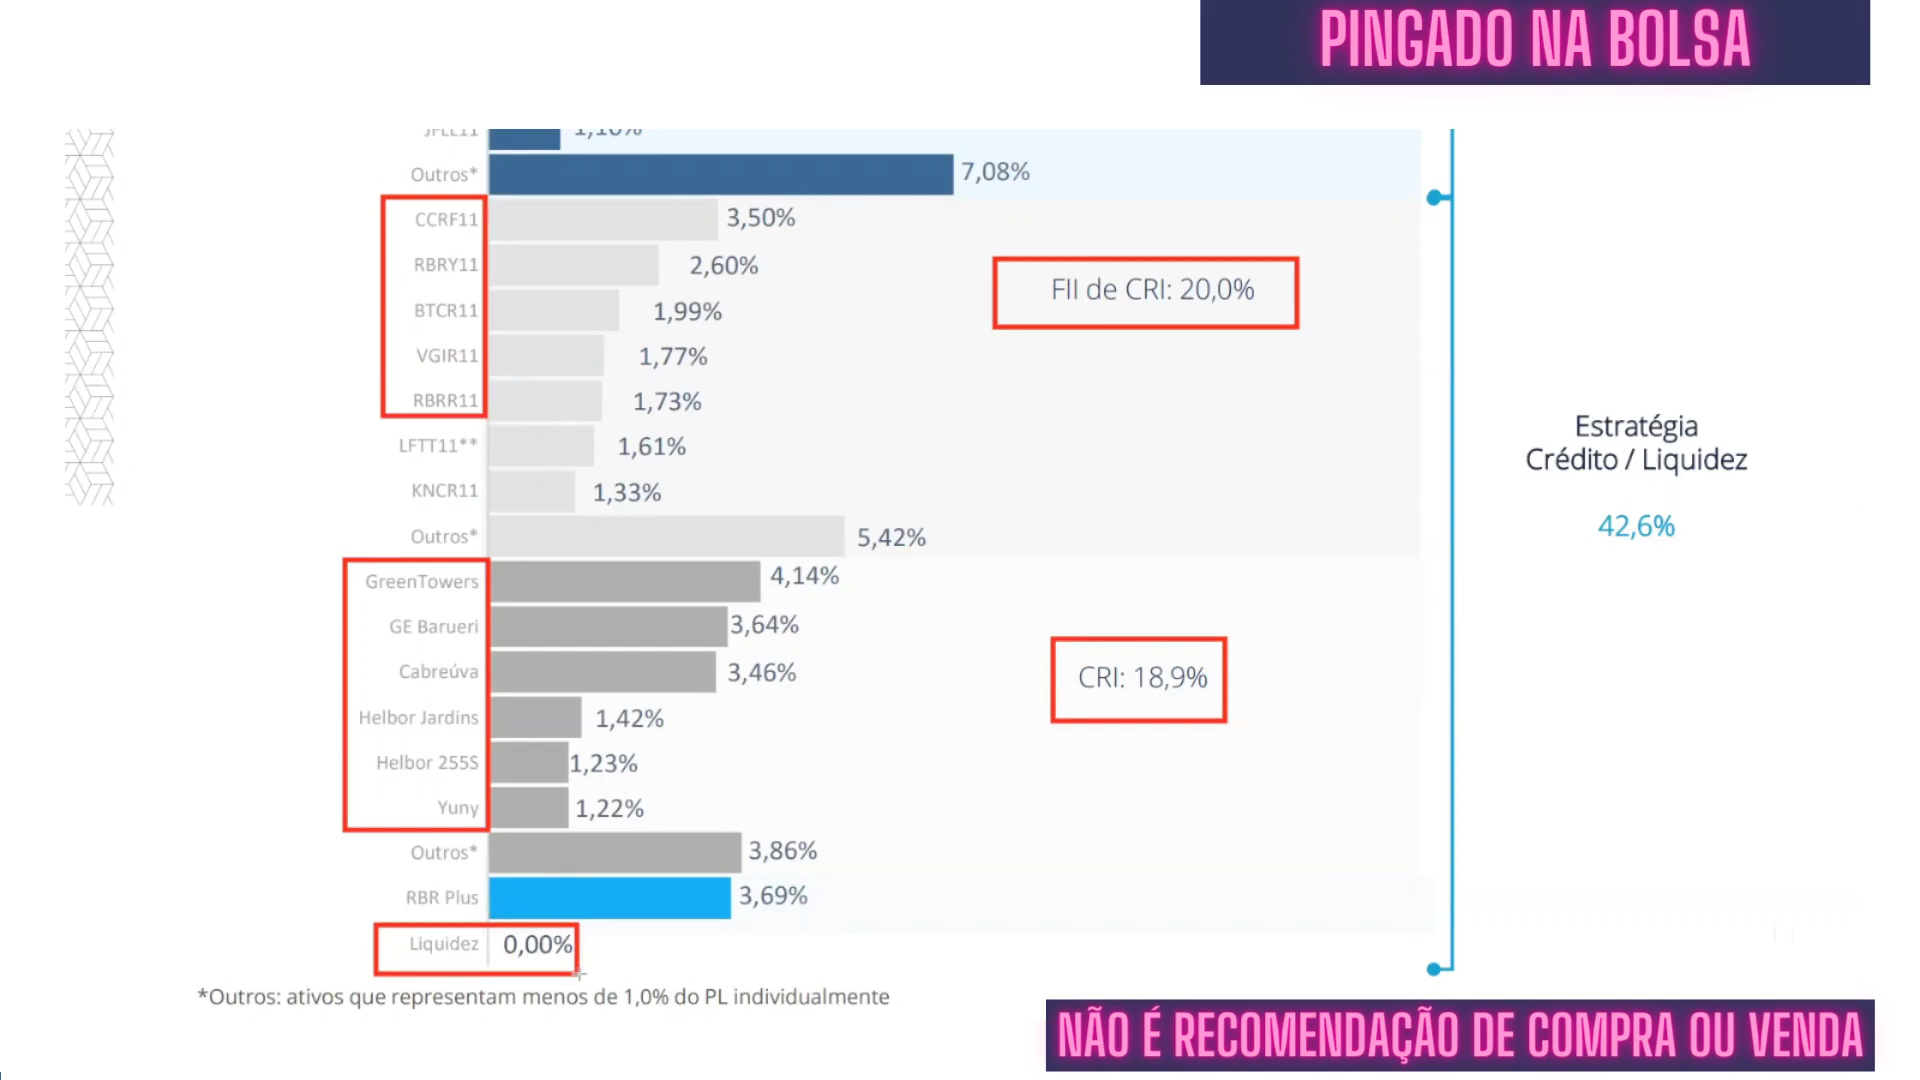 PINGADO NA BOLSA
Outros* 7,08%
CCRF11 3,50%
RBRY11 2,60%
BTCR11 1,99%
VGIR11 1,77%
RBRR11 1,73%
LFTT11** 1,61%
KNCR11 1,33%
Outros* 5,42%
FII de CRI: 20,0%
GreenTowers 4,14%
GE Barueri 3,64%
Cabreúva 3,46%
Helbor Jardins 1,42%
Helbor 255S 1,23%
Yuny 1,22%
Outros* 3,86%
RBR Plus 3,69%
Liquidez 0,00%
CRI: 18,9%
Estratégia
Crédito / Liquidez
42,6%
*Outros: ativos que representam menos de 1,0% do PL individualmente
NÃO É RECOMENDAÇÃO DE COMPRA OU VENDA